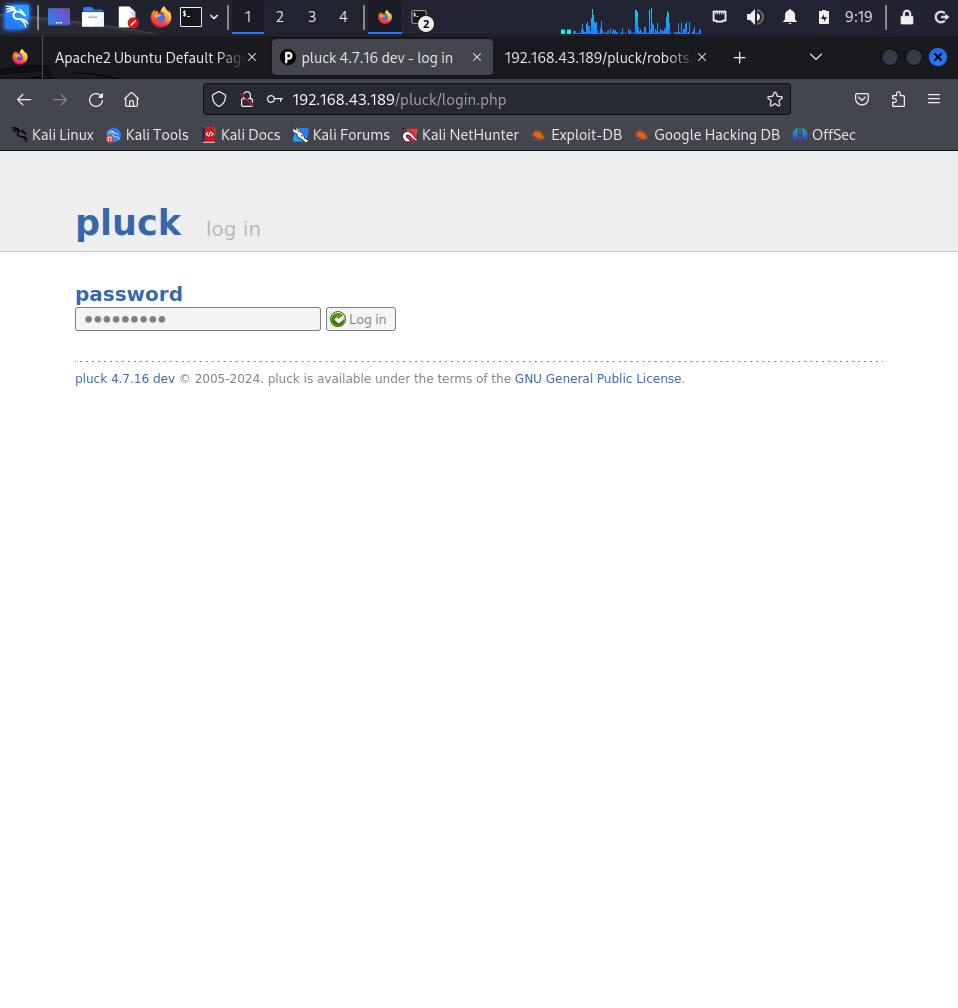 1 2 3 4 2 9:19
Apache2 Ubuntu Default Pag pluck 4.7.16 dev - log in 192.168.43.189/pluck/robots.
192.168.43.189/pluck/login.php
Kali Linux Kali Tools Kali Docs Kali Forums Kali NetHunter Exploit-DB Google Hacking DB OffSec
pluck log in
password
Log in
pluck 4.7.16 dev © 2005-2024. pluck is available under the terms of the GNU General Public License.